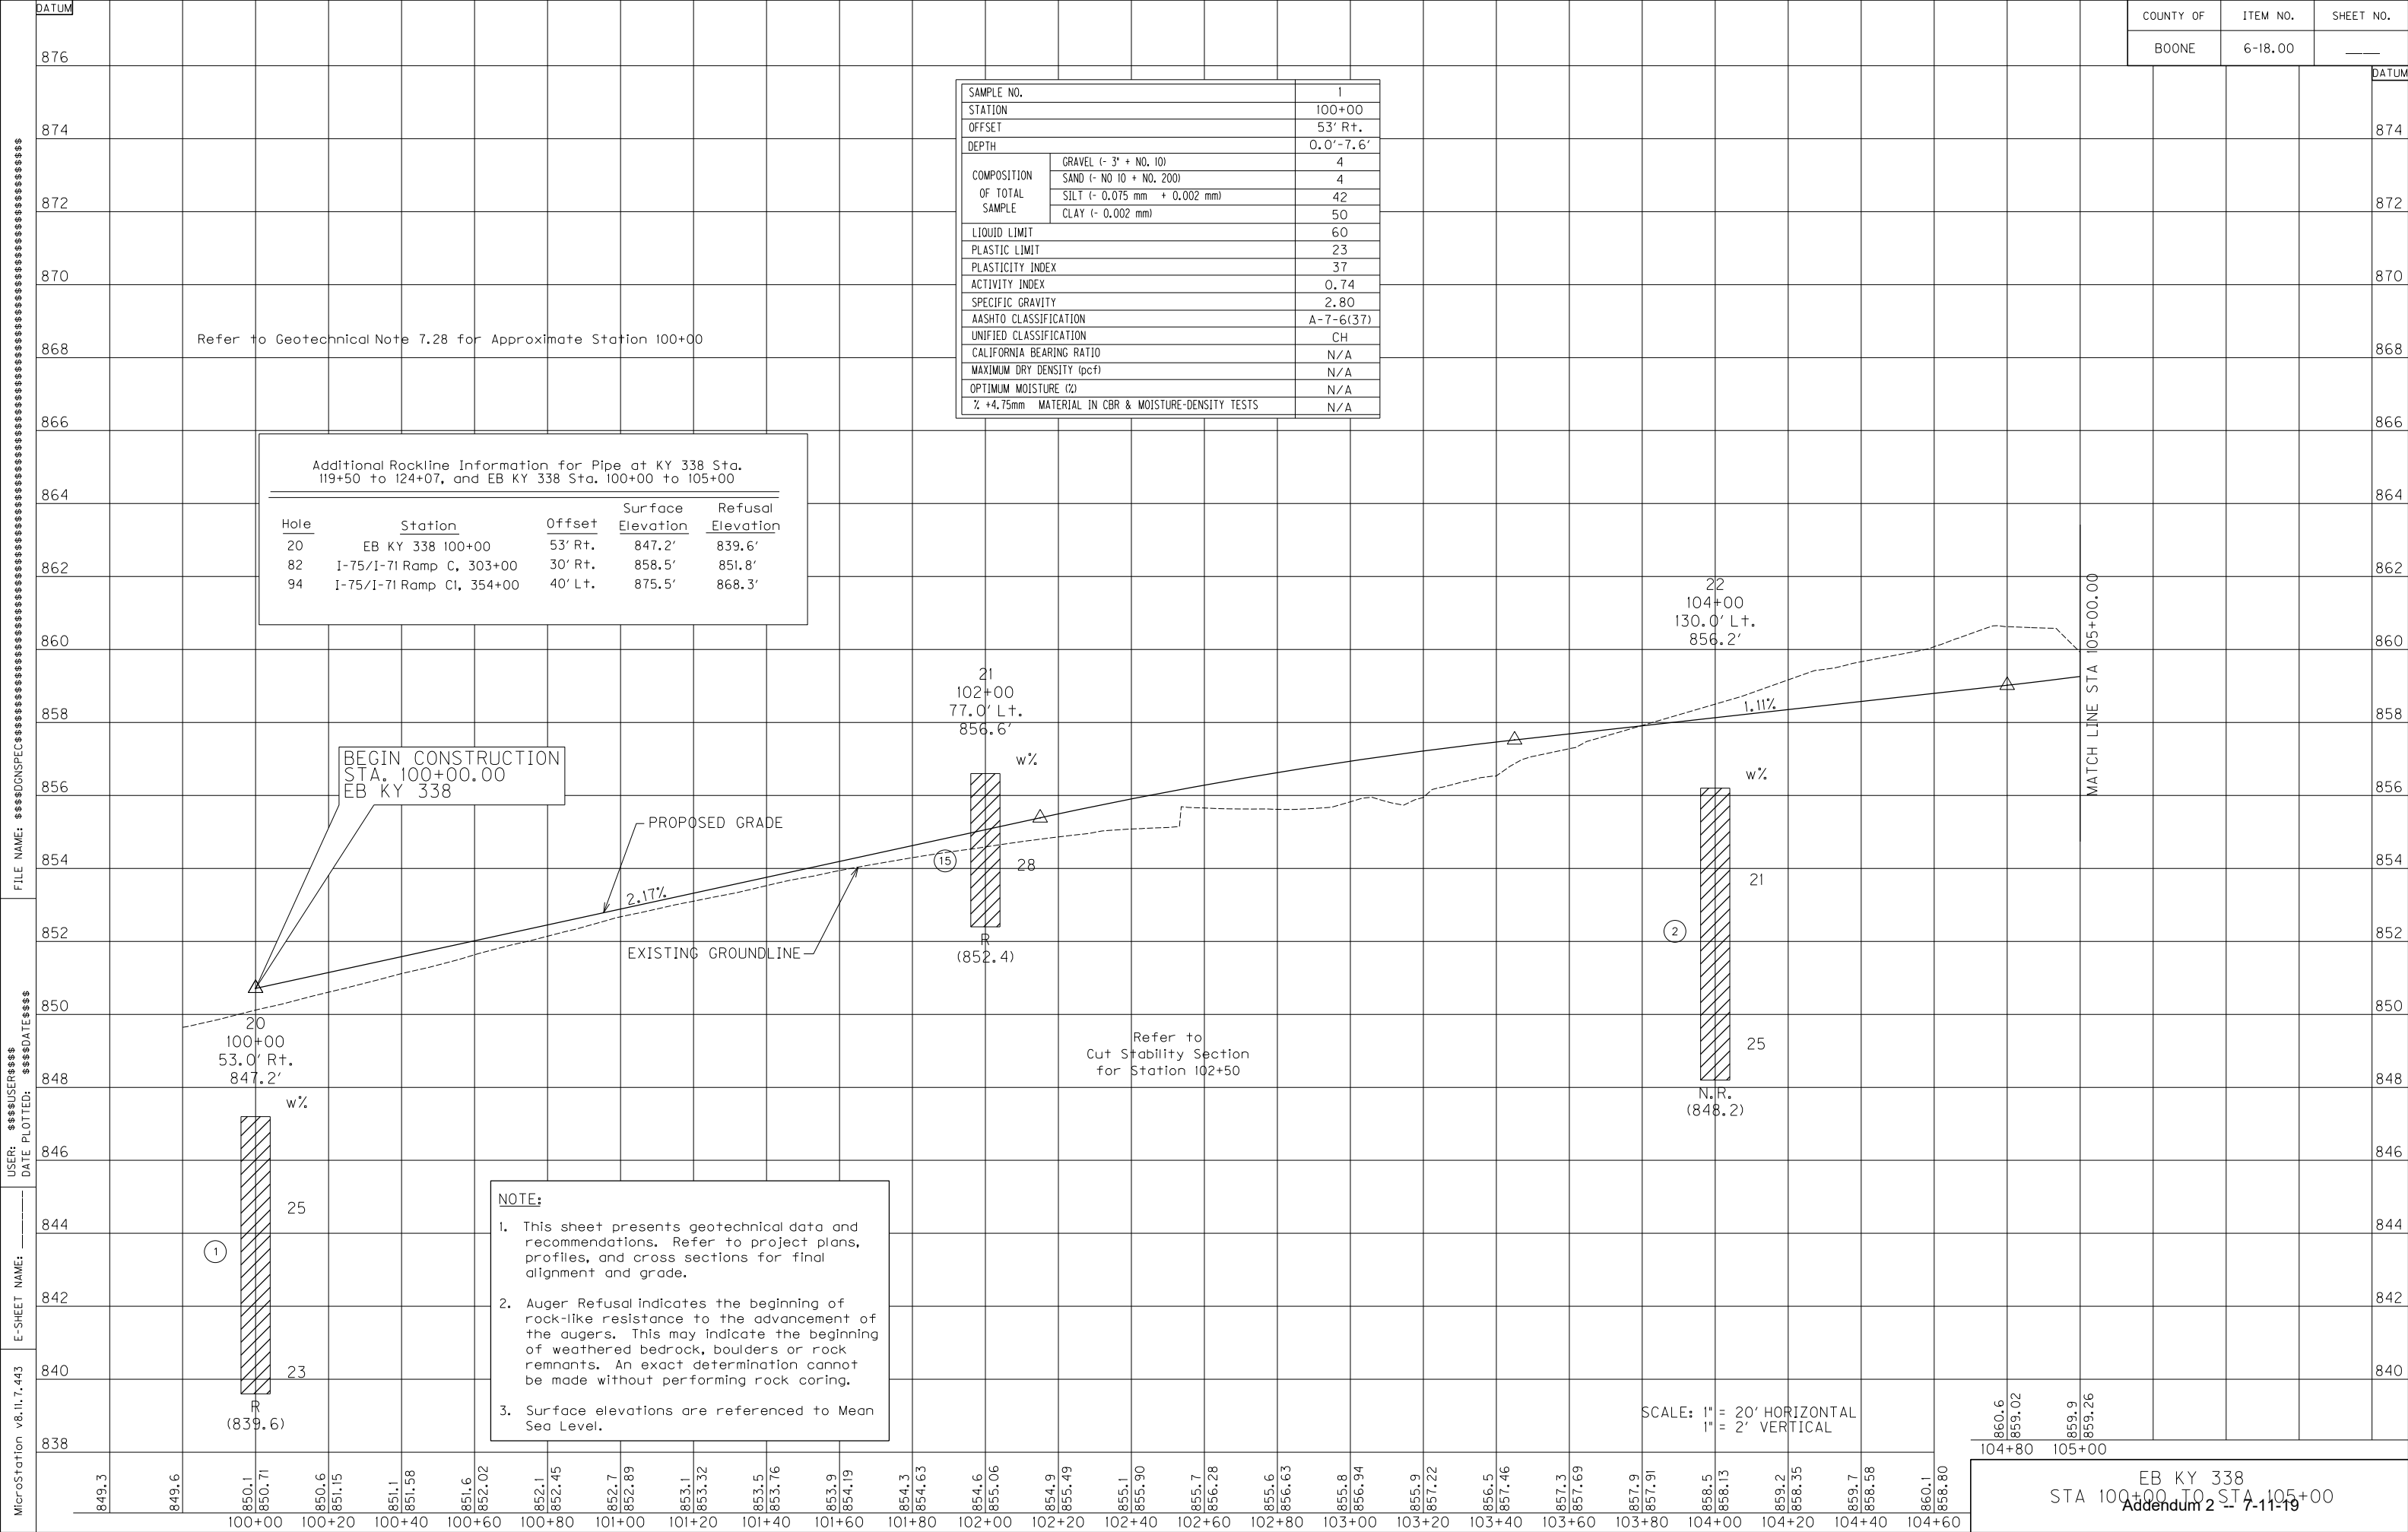 DATUM
COUNTY OF ITEM NO. SHEET NO.
BOONE 6-18.00 ____
DATUM
876
874
872
870
868
866
864
862
860
858
856
854
852
850
848
846
844
842
840
838
874
872
870
868
866
864
862
860
858
856
854
852
850
848
846
844
842
840
SAMPLE NO. 1
STATION 100+00
OFFSET 53' Rt.
DEPTH 0.0'-7.6'
COMPOSITION
OF TOTAL
SAMPLE
GRAVEL (- 3" + NO. 10) 4
SAND (- NO 10 + NO. 200) 4
SILT (- 0.075 mm + 0.002 mm) 42
CLAY (- 0.002 mm) 50
LIQUID LIMIT 60
PLASTIC LIMIT 23
PLASTICITY INDEX 37
ACTIVITY INDEX 0.74
SPECIFIC GRAVITY 2.80
AASHTO CLASSIFICATION A-7-6(37)
UNIFIED CLASSIFICATION CH
CALIFORNIA BEARING RATIO N/A
MAXIMUM DRY DENSITY (pcf) N/A
OPTIMUM MOISTURE (%) N/A
% +4.75mm MATERIAL IN CBR & MOISTURE-DENSITY TESTS N/A
Refer to Geotechnical Note 7.28 for Approximate Station 100+00
Additional Rockline Information for Pipe at KY 338 Sta.
119+50 to 124+07, and EB KY 338 Sta. 100+00 to 105+00
Surface Refusal
Hole Station Offset Elevation Elevation
20 EB KY 338 100+00 53' Rt. 847.2' 839.6'
82 I-75/I-71 Ramp C, 303+00 30' Rt. 858.5' 851.8'
94 I-75/I-71 Ramp C1, 354+00 40' Lt. 875.5' 868.3'
22
104+00
130.0' Lt.
856.2'
w%
21
2
25
N.R.
(848.2)
21
102+00
77.0' Lt.
856.6'
w%
15
28
R
(852.4)
BEGIN CONSTRUCTION
STA. 100+00.00
EB KY 338
PROPOSED GRADE
2.17%
EXISTING GROUNDLINE
1.11%
MATCH LINE STA 105+00.00
20
100+00
53.0' Rt.
847.2'
w%
25
1
23
R
(839.6)
Refer to
Cut Stability Section
for Station 102+50
NOTE:
1. This sheet presents geotechnical data and
recommendations. Refer to project plans,
profiles, and cross sections for final
alignment and grade.
2. Auger Refusal indicates the beginning of
rock-like resistance to the advancement of
the augers. This may indicate the beginning
of weathered bedrock, boulders or rock
remnants. An exact determination cannot
be made without performing rock coring.
3. Surface elevations are referenced to Mean
Sea Level.
SCALE: 1" = 20' HORIZONTAL
1" = 2' VERTICAL
849.3
849.6
850.1 850.71
850.6 851.15
851.1 851.58
851.6 852.02
852.1 852.45
852.7 852.89
853.1 853.32
853.5 853.76
853.9 854.19
854.3 854.63
854.6 855.06
854.9 855.49
855.1 855.90
855.7 856.28
855.6 856.63
855.8 856.94
855.9 857.22
856.5 857.46
857.3 857.69
857.9 857.91
858.5 858.13
859.2 858.35
859.7 858.58
860.1 858.80
860.6 859.02
859.9 859.26
104+80 105+00
100+00 100+20 100+40 100+60 100+80 101+00 101+20 101+40 101+60 101+80 102+00 102+20 102+40 102+60 102+80 103+00 103+20 103+40 103+60 103+80 104+00 104+20 104+40 104+60
EB KY 338
STA 100+00 TO STA 105+00
Addendum 2 -- 7-11-19
FILE NAME: $$$$DGNSPEC$$$$$$$$$$$$$$$$$$$$$$$$$$$$$$$$$$$$$$$$$$$$$$$$$$$$$$$$$$$$$$$$$$$$
USER: $$$$USER$$$$
DATE PLOTTED: $$$$DATE$$$$
E-SHEET NAME: ________
MicroStation v8.11.7.443